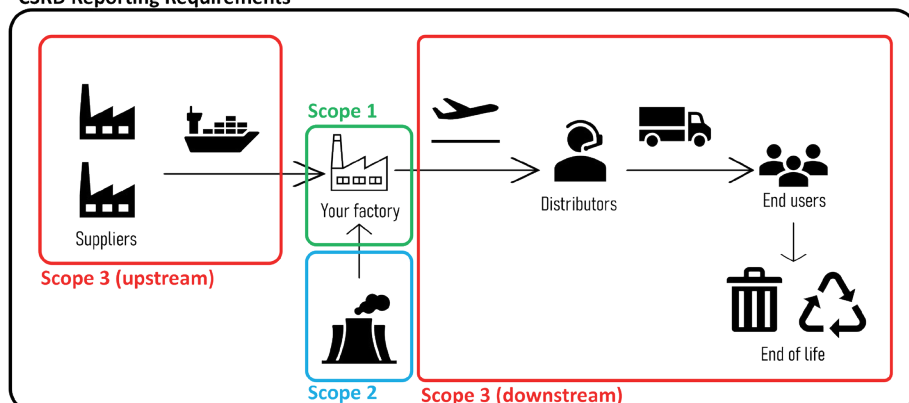 CSRD Reporting Requirements
Scope 1
Your factory
Suppliers
Scope 3 (upstream)
Distributors
End users
End of life
Scope 2
Scope 3 (downstream)